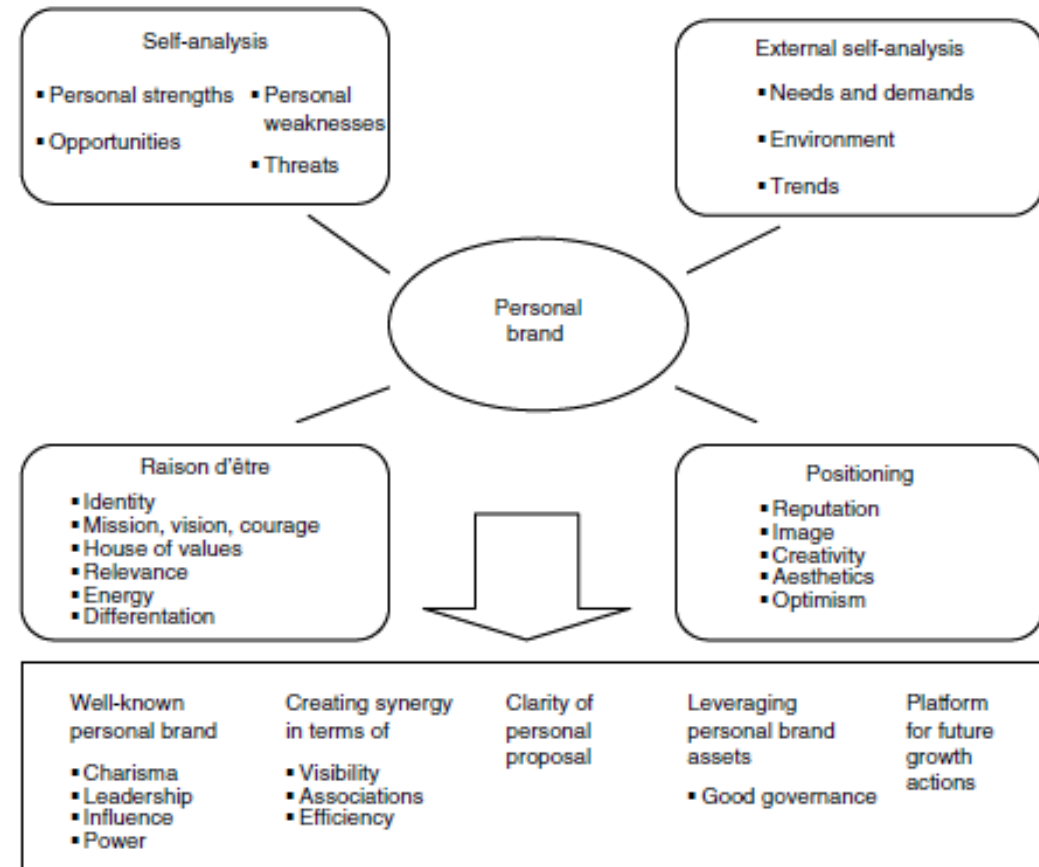 Self-analysis
▪ Personal strengths
▪ Opportunities
▪ Personal
weaknesses
▪ Threats
External self-analysis
▪ Needs and demands
▪ Environment
▪ Trends
Personal
brand
Raison d'être
▪ Identity
▪ Mission, vision, courage
▪ House of values
▪ Relevance
▪ Energy
▪ Differentation
Positioning
▪ Reputation
▪ Image
▪ Creativity
▪ Aesthetics
▪ Optimism
Well-known
personal brand
▪ Charisma
▪ Leadership
▪ Influence
▪ Power
Creating synergy
in terms of
▪ Visibility
▪ Associations
▪ Efficiency
Clarity of
personal
proposal
Leveraging
personal brand
assets
▪ Good governance
Platform
for future
growth
actions